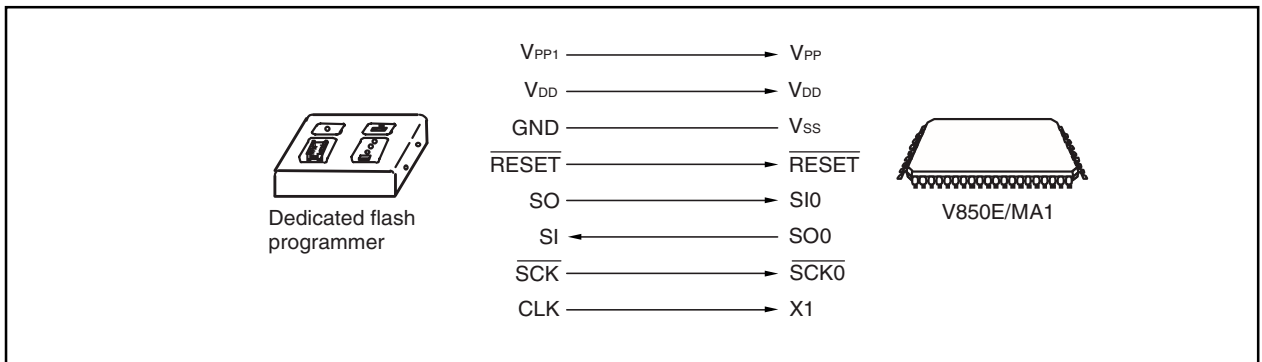 VPP1 VPP
VDD VDD
GND VSS
RESET RESET
SO SI0
SI SO0
SCK SCK0
CLK X1
Dedicated flash
programmer
V850E/MA1